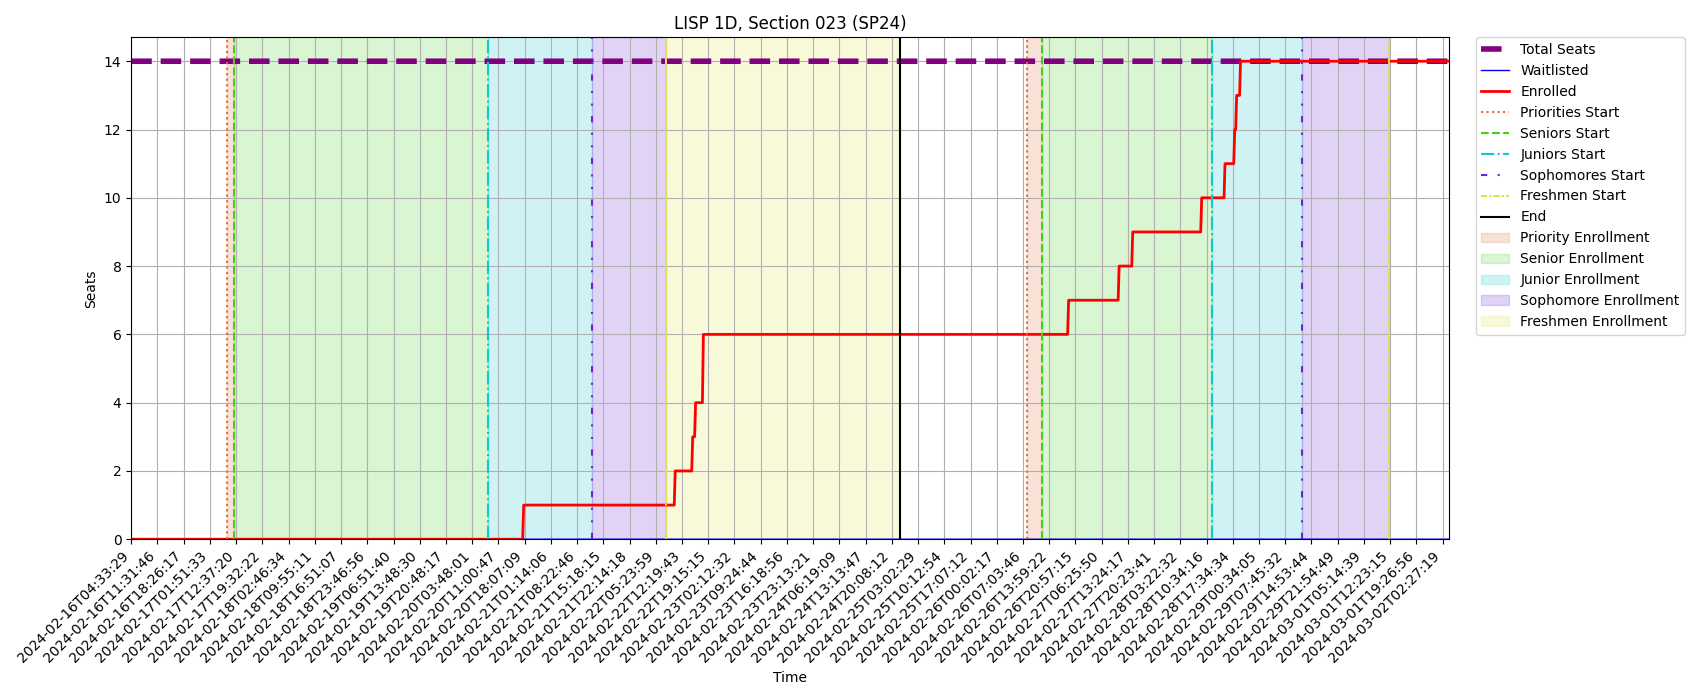 LISP 1D, Section 023 (SP24)
14
12
10
8
6
4
2
0
Seats
2024-02-16T04:33:29
2024-02-16T11:31:46
2024-02-16T18:26:17
2024-02-17T01:51:33
2024-02-17T12:37:20
2024-02-17T19:32:22
2024-02-18T02:46:34
2024-02-18T09:55:11
2024-02-18T16:51:07
2024-02-18T23:46:56
2024-02-19T06:51:40
2024-02-19T13:48:30
2024-02-19T20:48:17
2024-02-20T03:48:01
2024-02-20T11:00:47
2024-02-20T18:07:09
2024-02-21T01:14:06
2024-02-21T08:22:46
2024-02-21T15:18:15
2024-02-21T22:14:18
2024-02-22T05:23:59
2024-02-22T12:19:43
2024-02-22T19:15:15
2024-02-23T02:12:32
2024-02-23T09:24:44
2024-02-23T16:18:56
2024-02-23T23:13:21
2024-02-24T06:19:09
2024-02-24T13:13:47
2024-02-24T20:08:12
2024-02-25T03:02:29
2024-02-25T10:12:54
2024-02-25T17:07:12
2024-02-26T00:02:17
2024-02-26T07:03:46
2024-02-26T13:59:22
2024-02-26T20:57:15
2024-02-27T06:25:50
2024-02-27T13:24:17
2024-02-27T20:23:41
2024-02-28T03:22:32
2024-02-28T10:34:16
2024-02-28T17:34:34
2024-02-29T00:34:05
2024-02-29T07:45:32
2024-02-29T14:53:44
2024-02-29T21:54:49
2024-03-01T05:14:39
2024-03-01T12:23:15
2024-03-01T19:26:56
2024-03-02T02:27:19
Time
Total Seats
Waitlisted
Enrolled
Priorities Start
Seniors Start
Juniors Start
Sophomores Start
Freshmen Start
End
Priority Enrollment
Senior Enrollment
Junior Enrollment
Sophomore Enrollment
Freshmen Enrollment